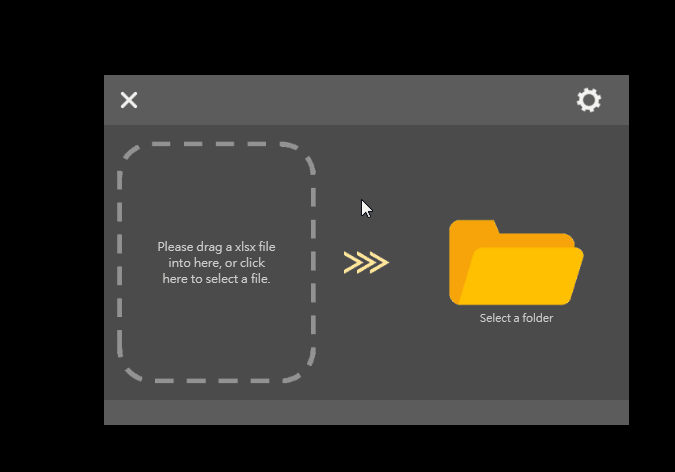 Please drag a xlsx file
into here, or click
here to select a file.
Select a folder